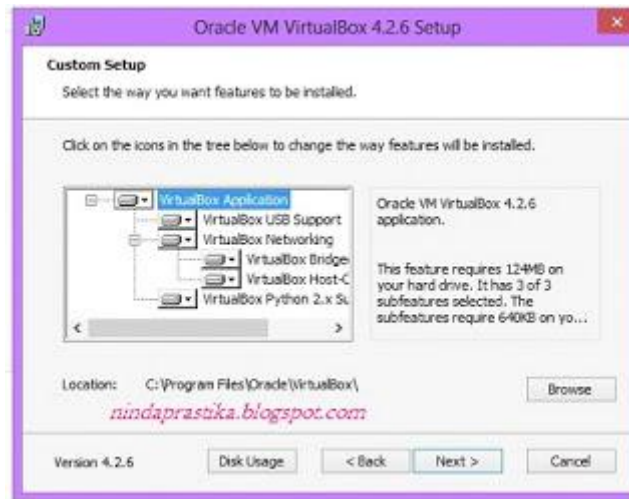 Oracle VM VirtualBox 4.2.6 Setup
Custom Setup
Select the way you want features to be installed.
Click on the icons in the tree below to change the way features will be installed.
VirtualBox Application
VirtualBox USB Support
VirtualBox Networking
VirtualBox Bridge
VirtualBox Host-C
VirtualBox Python 2.x Su
Oracle VM VirtualBox 4.2.6
application.
This feature requires 124MB on
your hard drive. It has 3 of 3
subfeatures selected. The
subfeatures require 640KB on yo...
Location: C:\Program Files\Oracle\VirtualBox\
Browse
nindaprastika.blogspot.com
Version 4.2.6
Disk Usage
< Back
Next >
Cancel